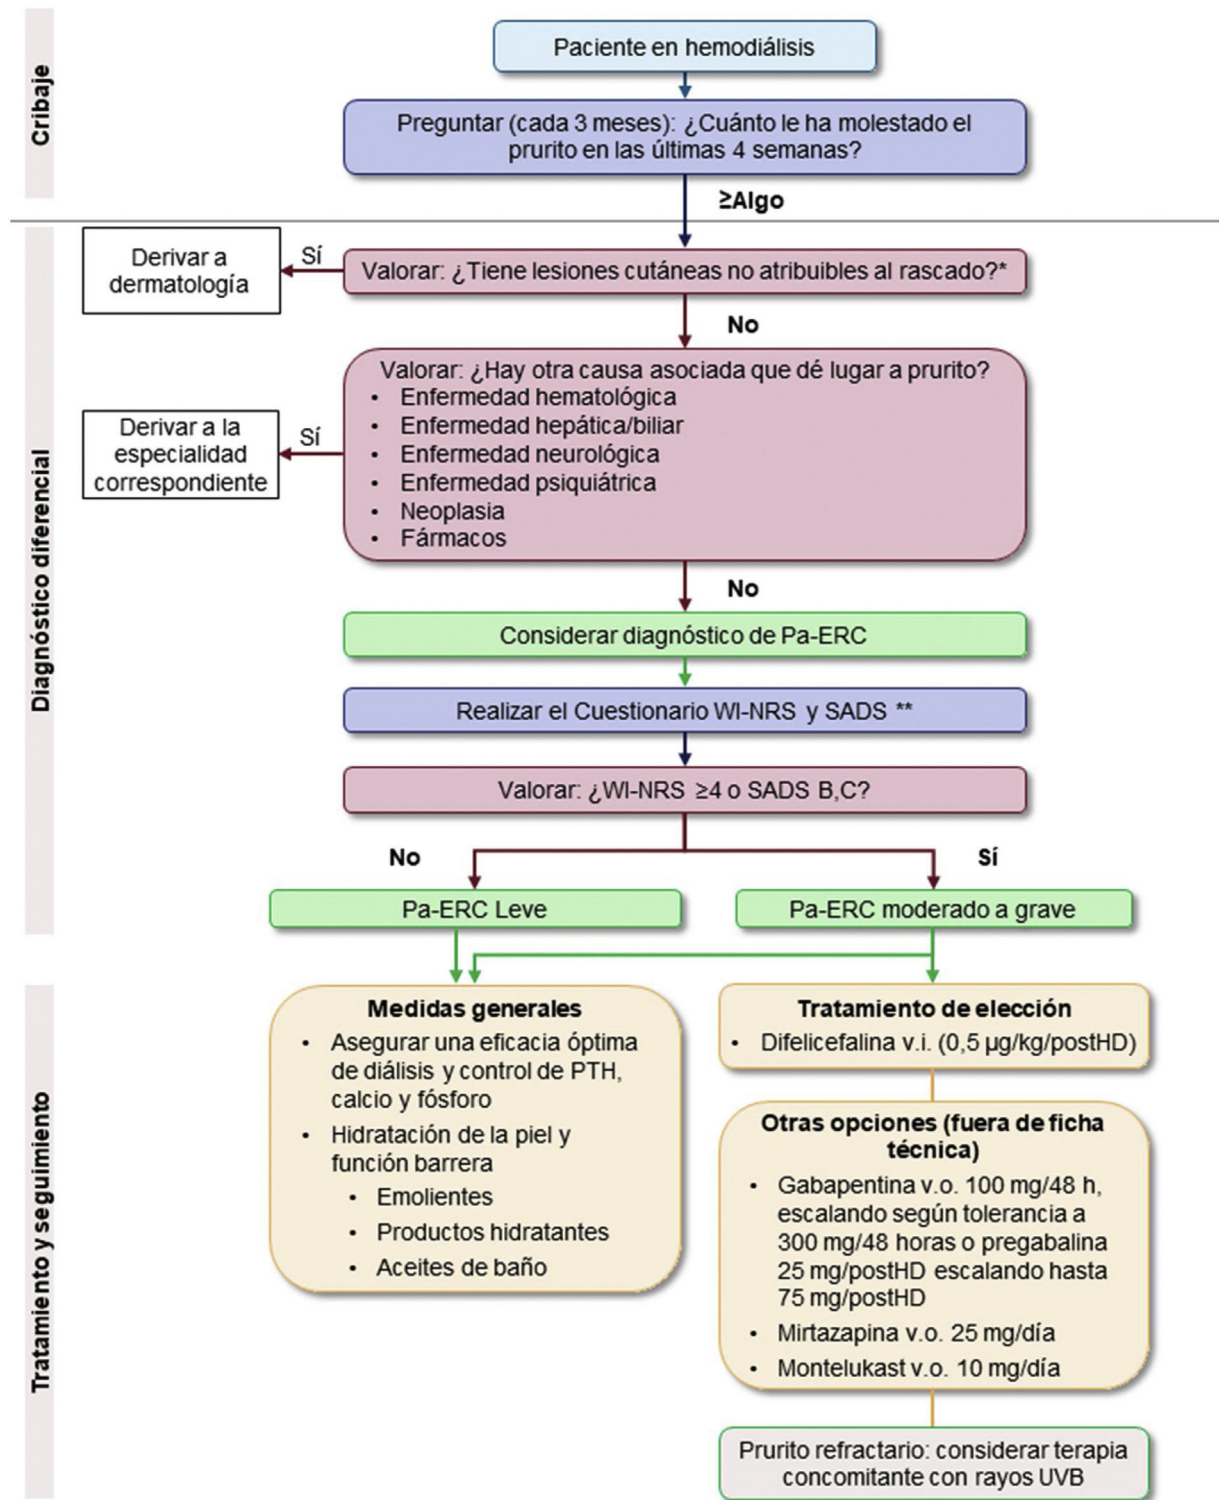 Cribaje
Paciente en hemodiálisis
Preguntar (cada 3 meses): ¿Cuánto le ha molestado el
prurito en las últimas 4 semanas?
≥Algo
Diagnóstico diferencial
Derivar a
dermatología
Sí
Valorar: ¿Tiene lesiones cutáneas no atribuibles al rascado?*
No
Valorar: ¿Hay otra causa asociada que dé lugar a prurito?
• Enfermedad hematológica
• Enfermedad hepática/biliar
• Enfermedad neurológica
• Enfermedad psiquiátrica
• Neoplasia
• Fármacos
Derivar a la
especialidad
correspondiente
Sí
No
Considerar diagnóstico de Pa-ERC
Realizar el Cuestionario WI-NRS y SADS **
Valorar: ¿WI-NRS ≥4 o SADS B,C?
No
Sí
Pa-ERC Leve
Pa-ERC moderado a grave
Tratamiento y seguimiento
Medidas generales
• Asegurar una eficacia óptima
de diálisis y control de PTH,
calcio y fósforo
• Hidratación de la piel y
función barrera
• Emolientes
• Productos hidratantes
• Aceites de baño
Tratamiento de elección
• Difelicefalina v.i. (0,5 µg/kg/postHD)
Otras opciones (fuera de ficha
técnica)
• Gabapentina v.o. 100 mg/48 h,
escalando según tolerancia a
300 mg/48 horas o pregabalina
25 mg/postHD escalando hasta
75 mg/postHD
• Mirtazapina v.o. 25 mg/día
• Montelukast v.o. 10 mg/día
Prurito refractario: considerar terapia
concomitante con rayos UVB